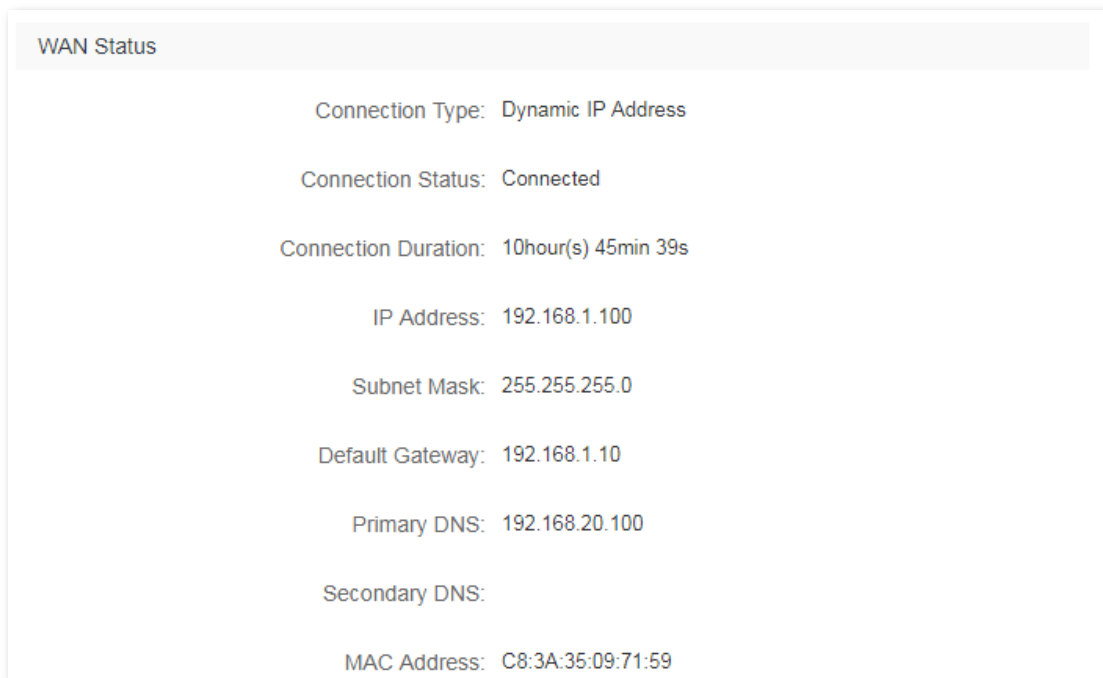 WAN Status
Connection Type: Dynamic IP Address
Connection Status: Connected
Connection Duration: 10hour(s) 45min 39s
IP Address: 192.168.1.100
Subnet Mask: 255.255.255.0
Default Gateway: 192.168.1.10
Primary DNS: 192.168.20.100
Secondary DNS:
MAC Address: C8:3A:35:09:71:59